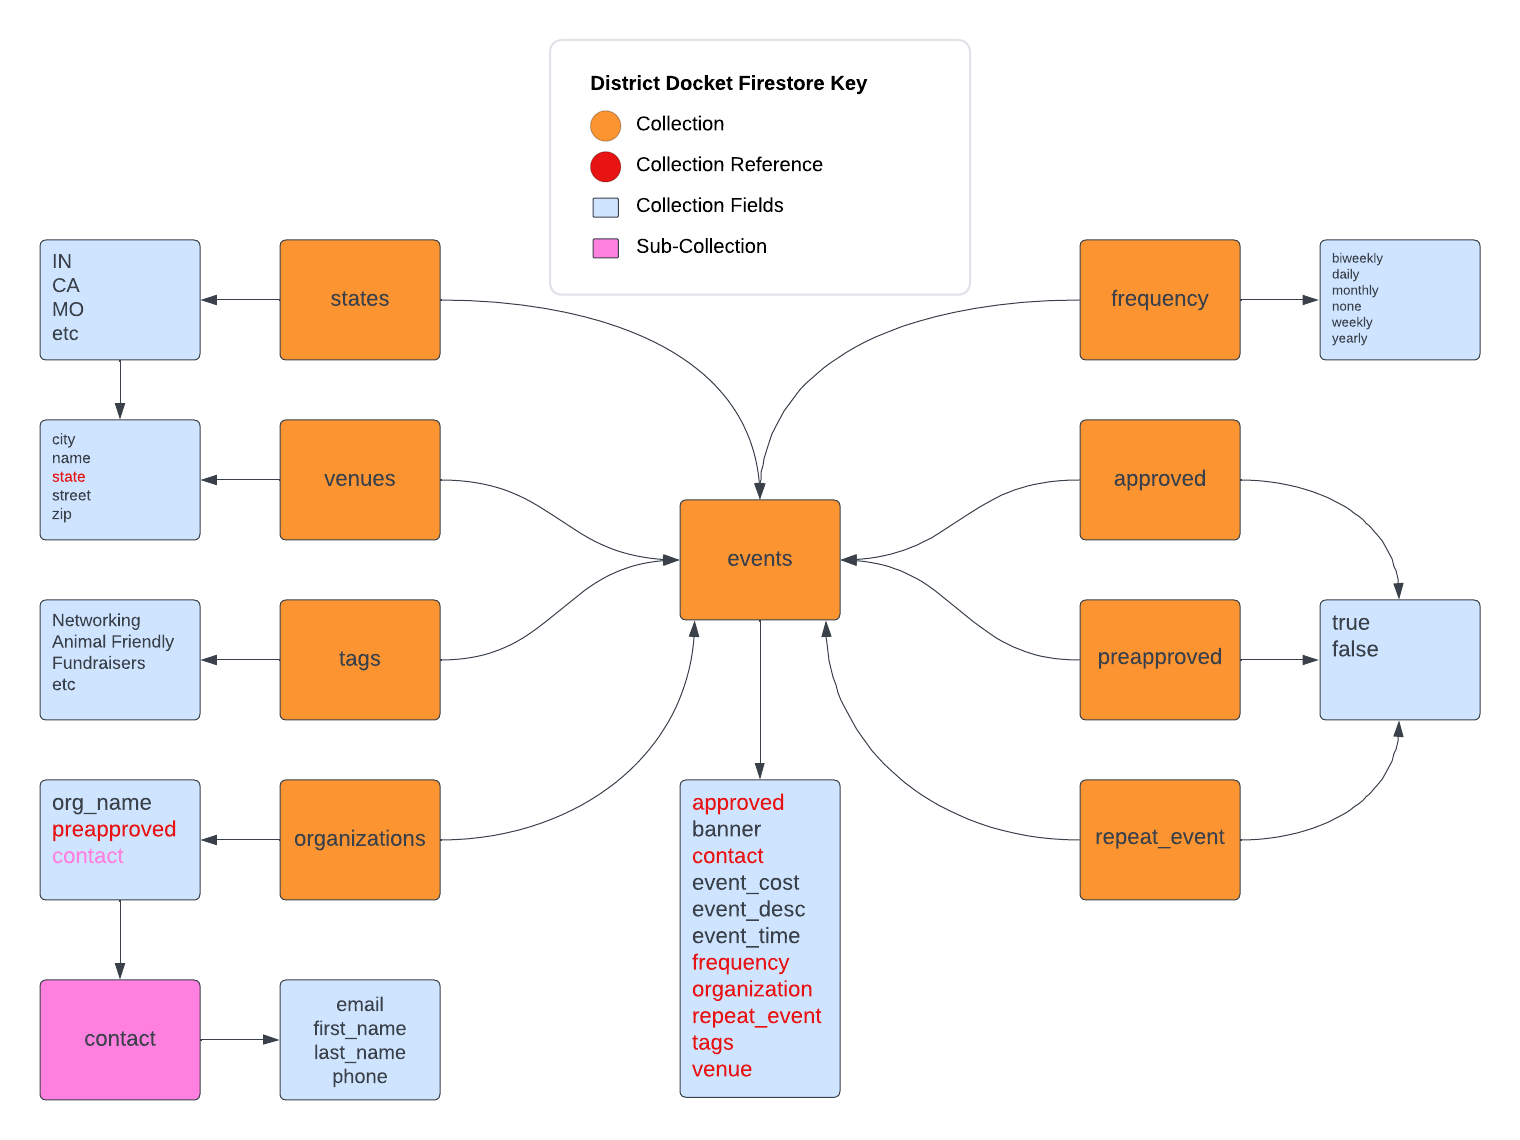 District Docket Firestore Key
Collection
Collection Reference
Collection Fields
Sub-Collection
IN
CA
MO
etc
states
frequency
biweekly
daily
monthly
none
weekly
yearly
city
name
state
street
zip
venues
approved
events
Networking
Animal Friendly
Fundraisers
etc
tags
preapproved
true
false
org_name
preapproved
contact
organizations
approved
banner
contact
event_cost
event_desc
event_time
frequency
organization
repeat_event
tags
venue
repeat_event
contact
email
first_name
last_name
phone